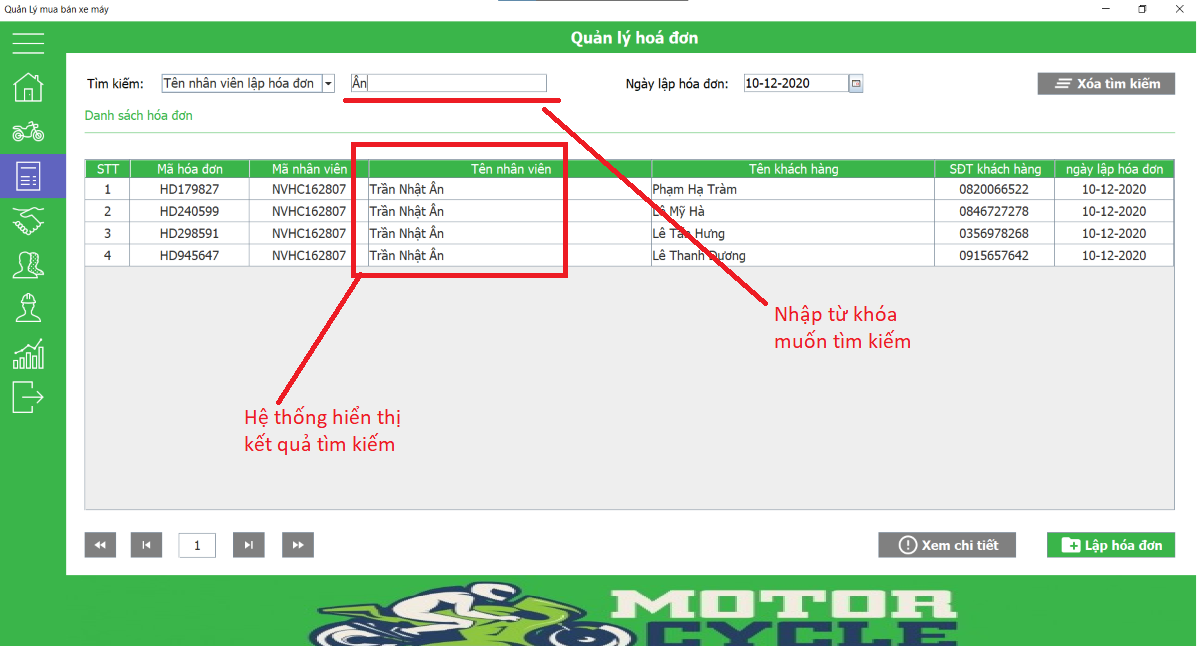 Quản Lý mua bán xe máy
Quản lý hoá đơn
Tìm kiếm: Tên nhân viên lập hóa đơn Ân Ngày lập hóa đơn: 10-12-2020 Xóa tìm kiếm
Danh sách hóa đơn
STT Mã hóa đơn Mã nhân viên Tên nhân viên Tên khách hàng SĐT khách hàng ngày lập hóa đơn
1 HD179827 NVHC162807 Trần Nhật Ân Phạm Hạ Tràm 0820066522 10-12-2020
2 HD240599 NVHC162807 Trần Nhật Ân Lê Mỹ Hà 0846727278 10-12-2020
3 HD298591 NVHC162807 Trần Nhật Ân Lê Tấn Hưng 0356978268 10-12-2020
4 HD945647 NVHC162807 Trần Nhật Ân Lê Thanh Dương 0915657642 10-12-2020
Nhập từ khóa
muốn tìm kiếm
Hệ thống hiển thị
kết quả tìm kiếm
1 Xem chi tiết Lập hóa đơn
MOTOR
CYCLE